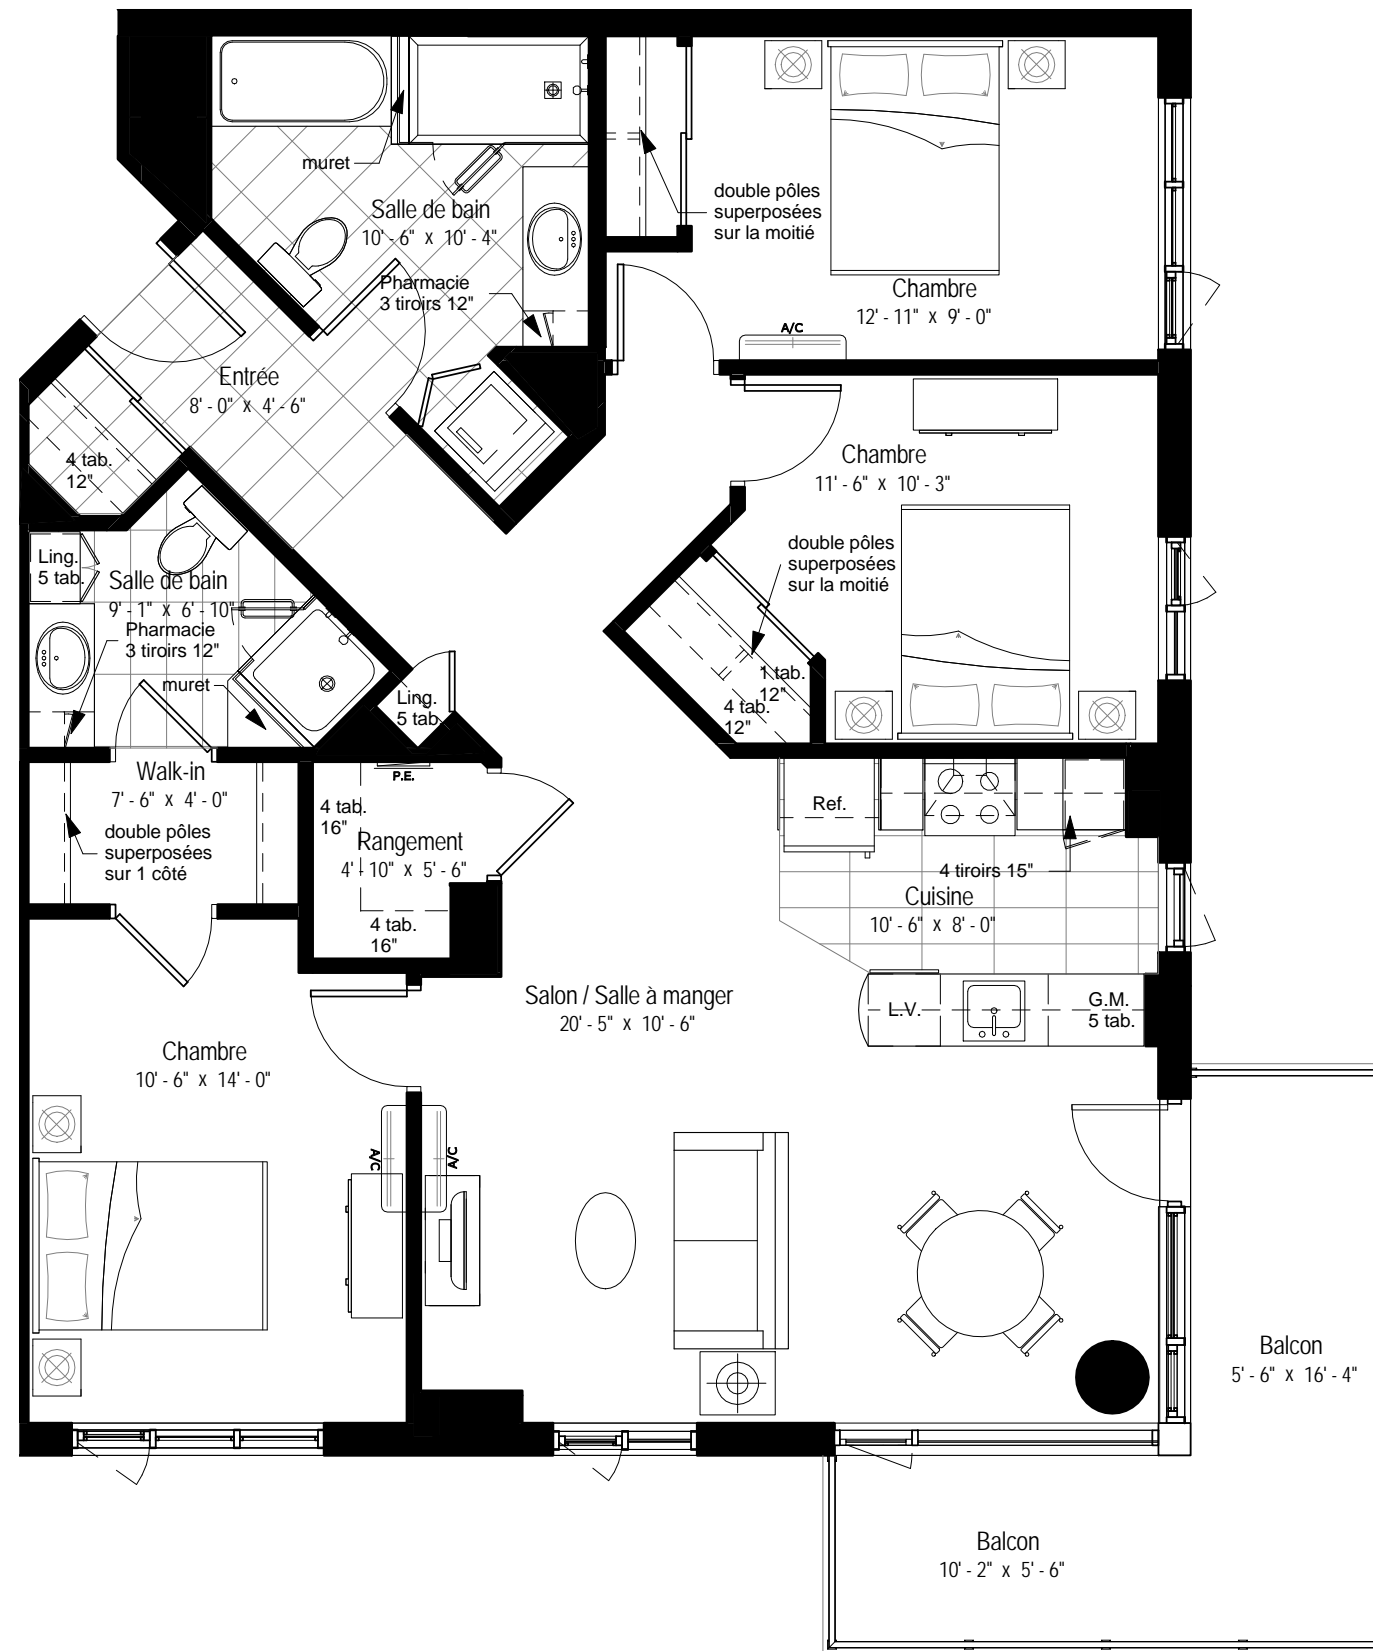 muret
Salle de bain
10' - 6" x 10' - 4"
Pharmacie
3 tiroirs 12"
double pôles
superposées
sur la moitié
Chambre
12' - 11" x 9' - 0"
A/C
Entrée
8' - 0" x 4' - 6"
4 tab.
12"
Chambre
11' - 6" x 10' - 3"
double pôles
superposées
sur la moitié
1 tab.
12"
4 tab.
12"
Ling.
5 tab.
Salle de bain
9' - 1" x 6' - 10"
Pharmacie
3 tiroirs 12"
muret
Ling.
5 tab.
Walk-in
7' - 6" x 4' - 0"
double pôles
superposées
sur 1 côté
P.E.
4 tab.
16"
Rangement
4' - 10" x 5' - 6"
4 tab.
16"
Ref.
4 tiroirs 15"
Cuisine
10' - 6" x 8' - 0"
L.V.
G.M.
5 tab.
Salon / Salle à manger
20' - 5" x 10' - 6"
Chambre
10' - 6" x 14' - 0"
A/C
A/C
Balcon
5' - 6" x 16' - 4"
Balcon
10' - 2" x 5' - 6"